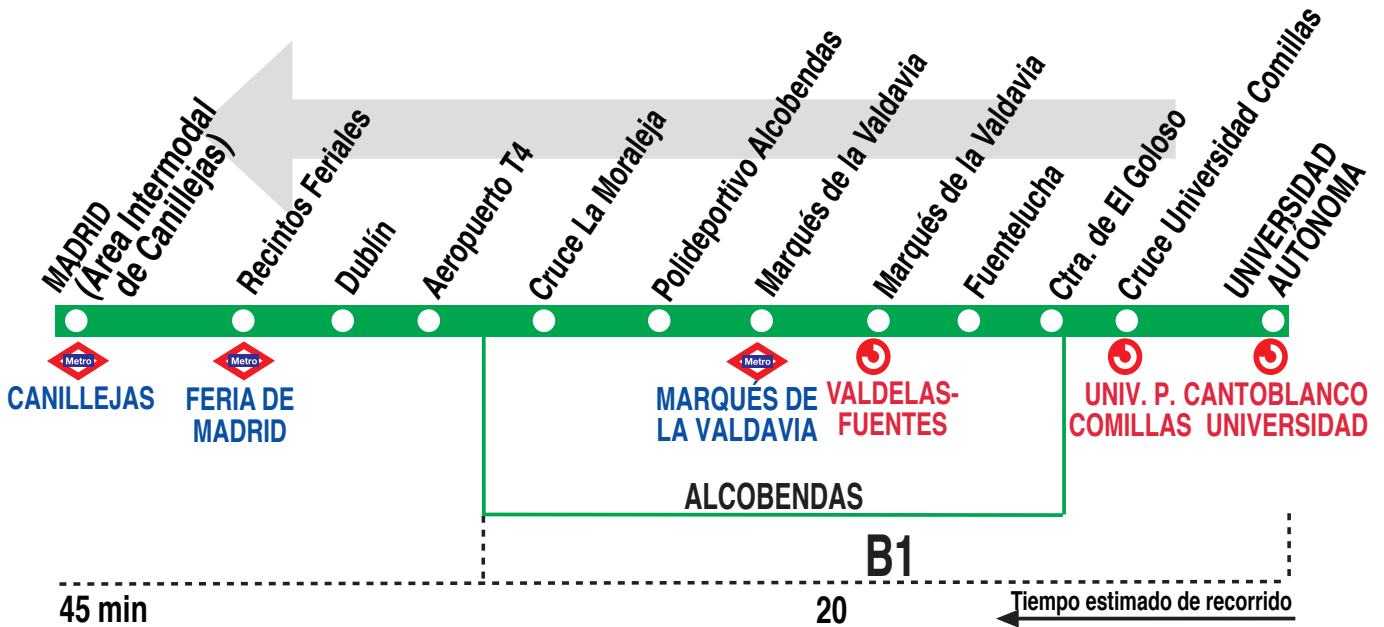 MADRID
(Área Intermodal
de Canillejas)
Recintos Feriales
Dublín
Aeropuerto T4
Cruce La Moraleja
Polideportivo Alcobendas
Marqués de la Valdavia
Marqués de la Valdavia
Fuentelucha
Ctra. de El Goloso
Cruce Universidad Comillas
UNIVERSIDAD
AUTÓNOMA
Metro
Metro
Metro
CANILLEJAS
FERIA DE
MADRID
MARQUÉS DE
LA VALDAVIA
VALDELAS-
FUENTES
UNIV. P.
COMILLAS
CANTOBLANCO
UNIVERSIDAD
ALCOBENDAS
B1
45 min
20
Tiempo estimado de recorrido